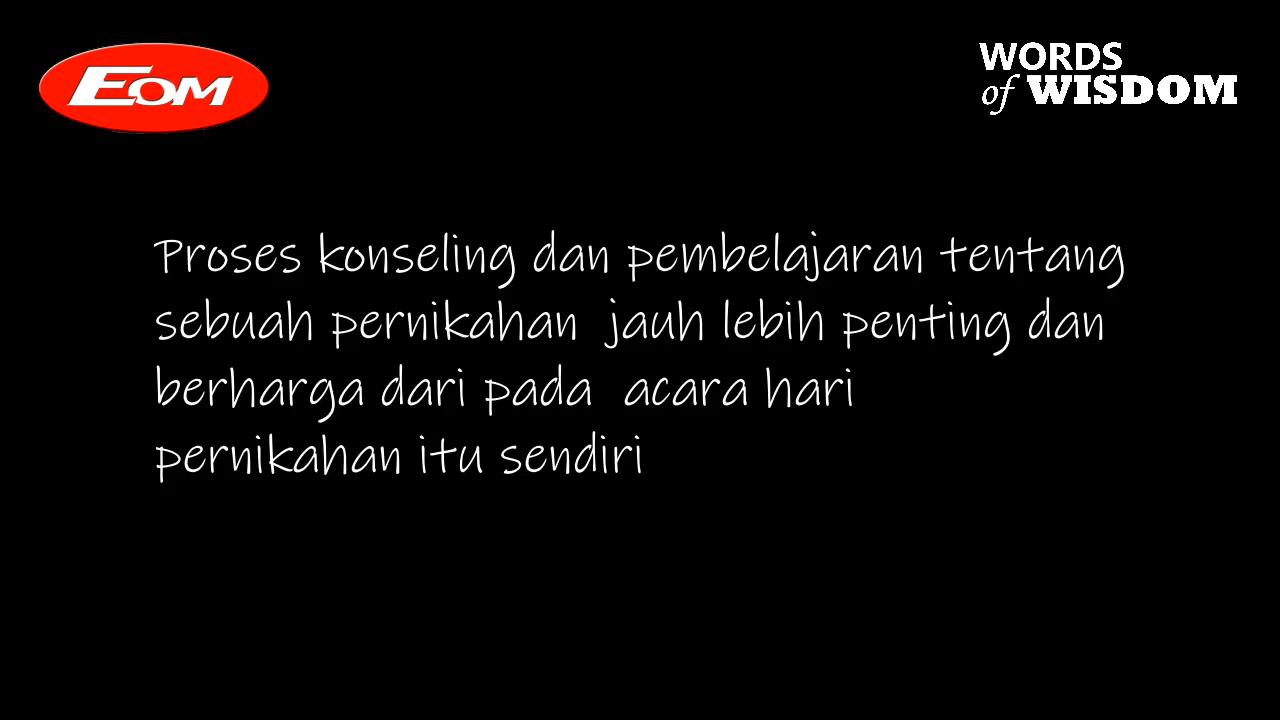 EOM
WORDS
of WISDOM
Proses konseling dan pembelajaran tentang
sebuah pernikahan jauh lebih penting dan
berharga dari pada acara hari
pernikahan itu sendiri